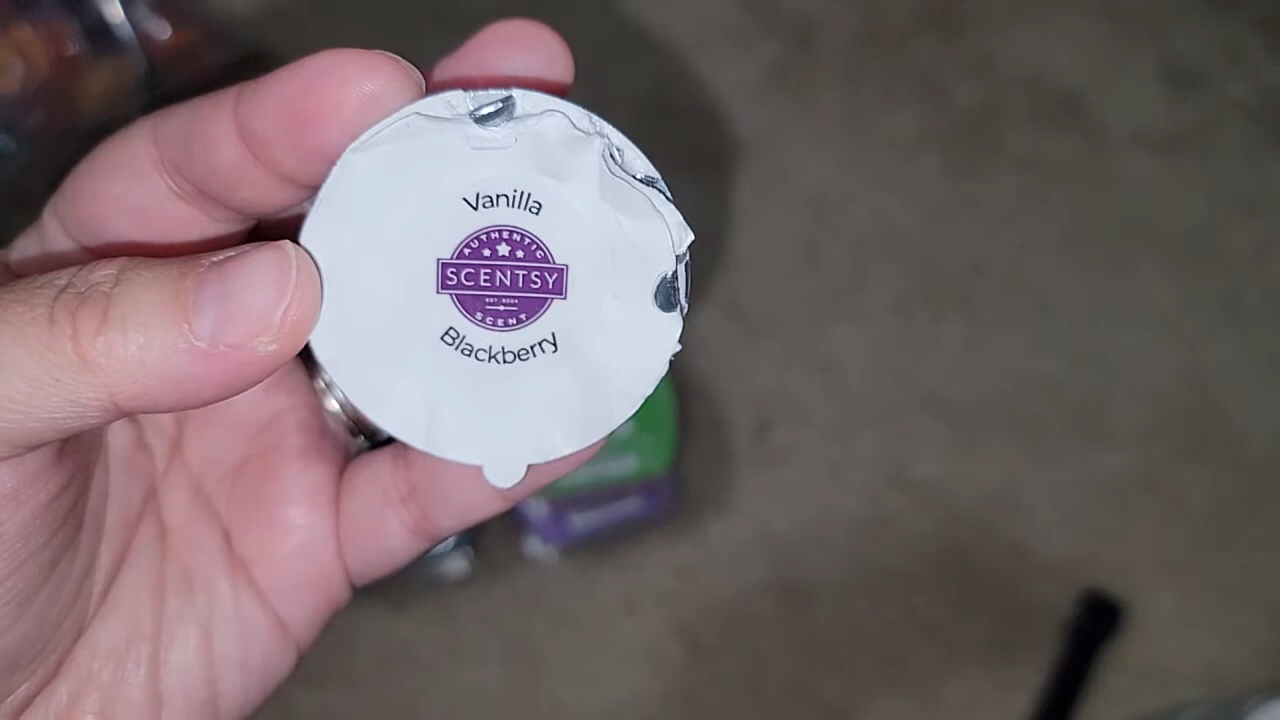 Vanilla
AUTHENTIC
SCENTSY
EST. 2004
SCENT
Blackberry